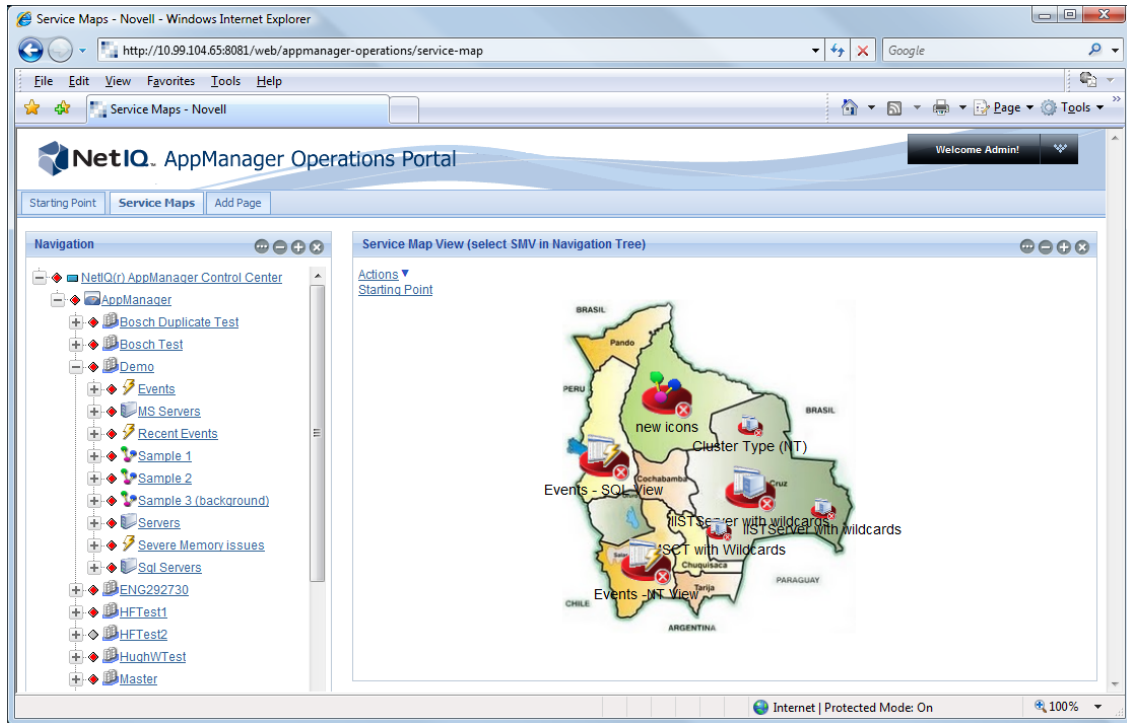 Service Maps - Novell - Windows Internet Explorer
http://10.99.104.65:8081/web/appmanager-operations/service-map
Google
File Edit View Favorites Tools Help
Service Maps - Novell
Page Tools
NetIQ. AppManager Operations Portal
Welcome Admin!
Starting Point Service Maps Add Page
Navigation
NetIQ(r) AppManager Control Center
AppManager
Bosch Duplicate Test
Bosch Test
Demo
Events
MS Servers
Recent Events
Sample 1
Sample 2
Sample 3 (background)
Servers
Severe Memory issues
Sql Servers
ENG292730
HFTest1
HFTest2
HughWTest
Master
Service Map View (select SMV in Navigation Tree)
Actions
Starting Point
BRASIL
Pando
PERU
new icons
BRASIL
Cluster Type (NT)
Cochabamba
Cruz
Events - SQL View
IISTServer with wildcards
IISTServer with wildcards
SCT with Wildcards
Chuquisaca
PARAGUAY
Tarija
Events -NT View
CHILE
ARGENTINA
Internet | Protected Mode: On
100%